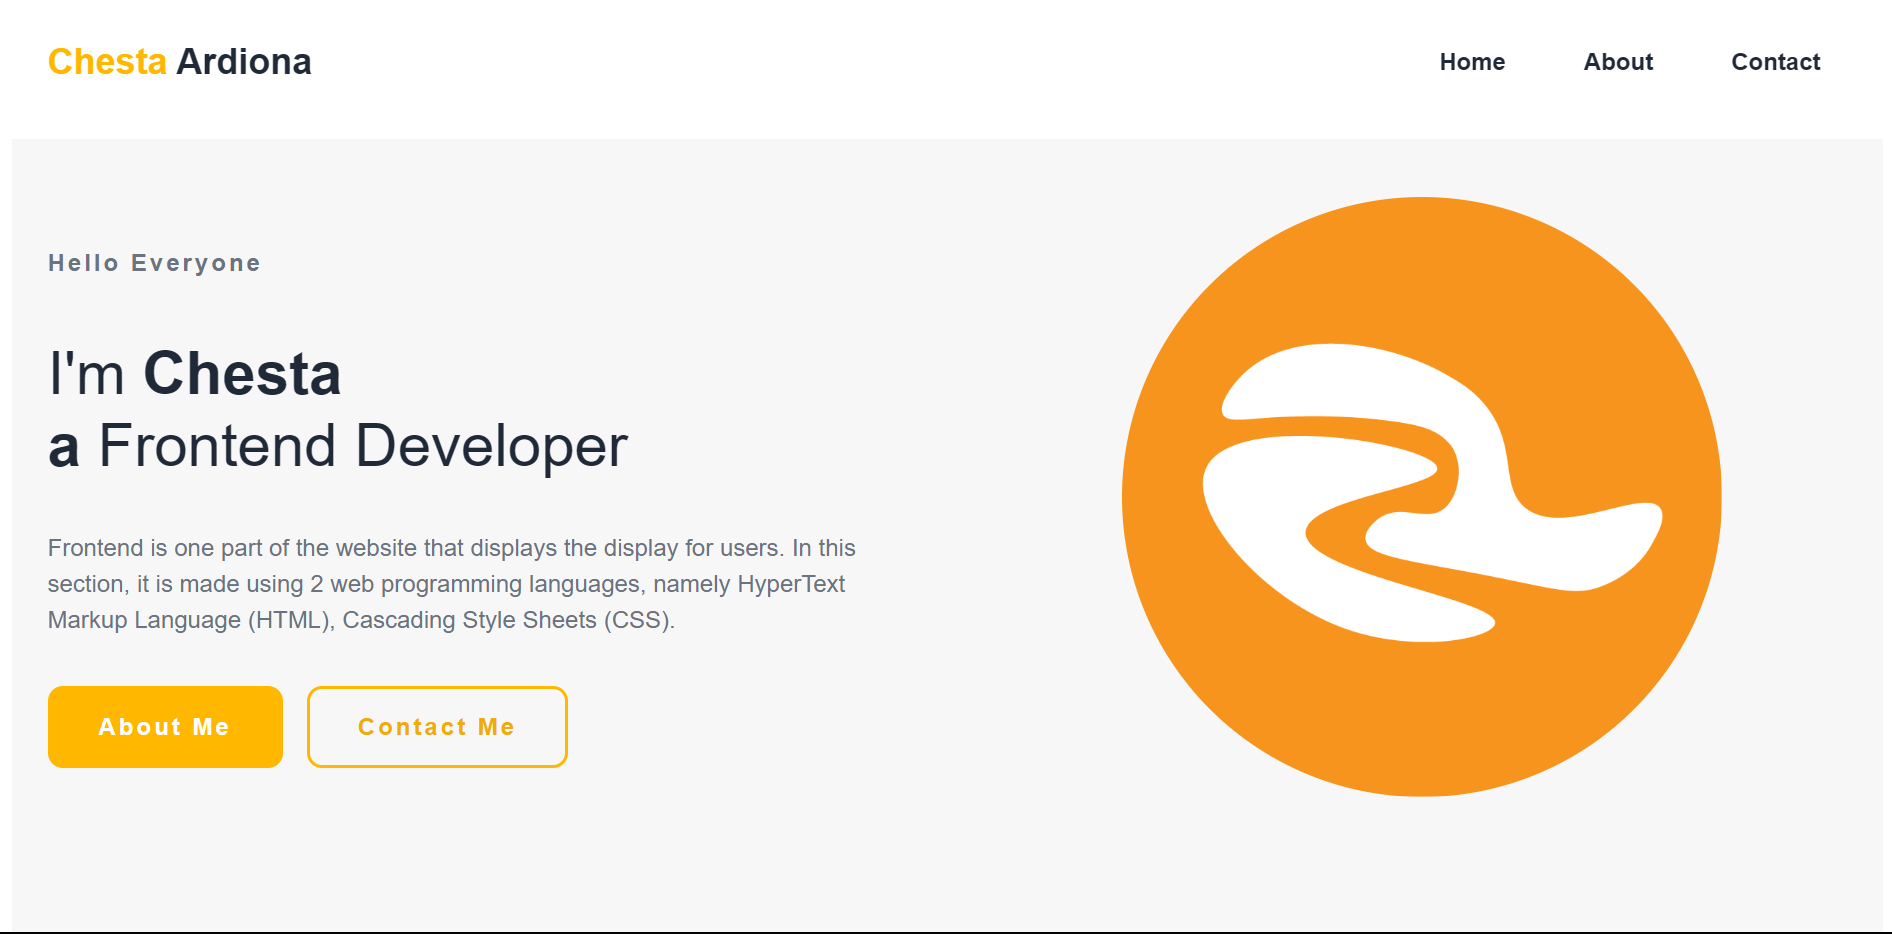 Chesta Ardiona
Home About Contact
Hello Everyone
I'm Chesta
a Frontend Developer
Frontend is one part of the website that displays the display for users. In this
section, it is made using 2 web programming languages, namely HyperText
Markup Language (HTML), Cascading Style Sheets (CSS).
About Me Contact Me